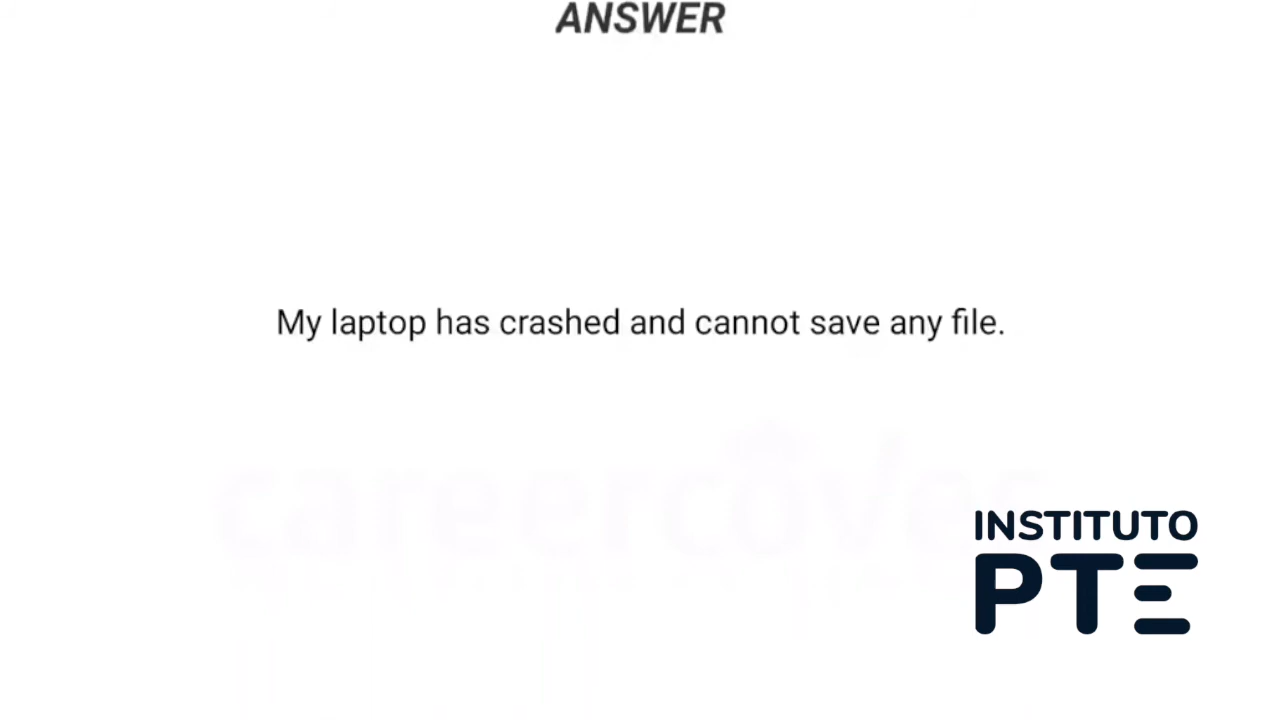 ANSWER
My laptop has crashed and cannot save any file.
INSTITUTO
PTE